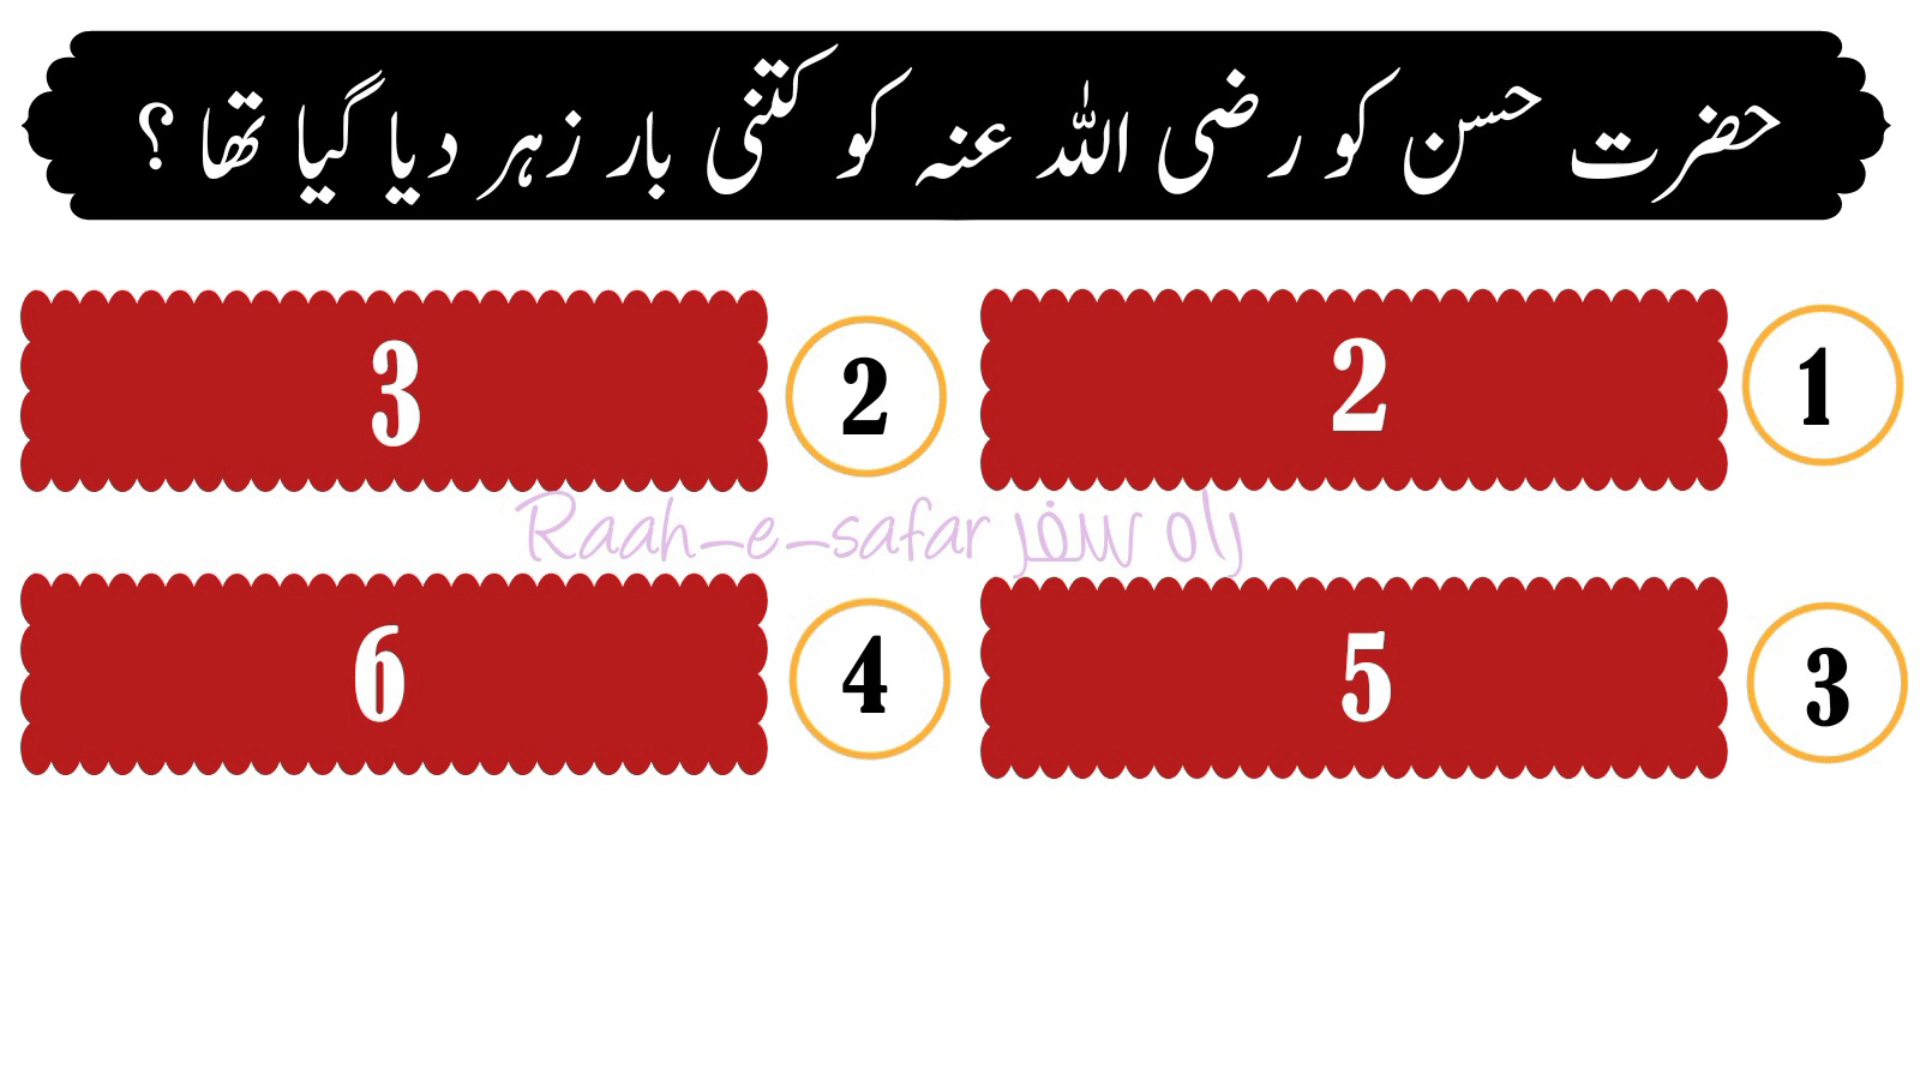 حضرت حسن کو رضی اللہ عنہ کو کتنی بار زہر دیا گیا تھا ؟
1 2
2 3
Raah-e-safar راہ سفر
3 5
4 6